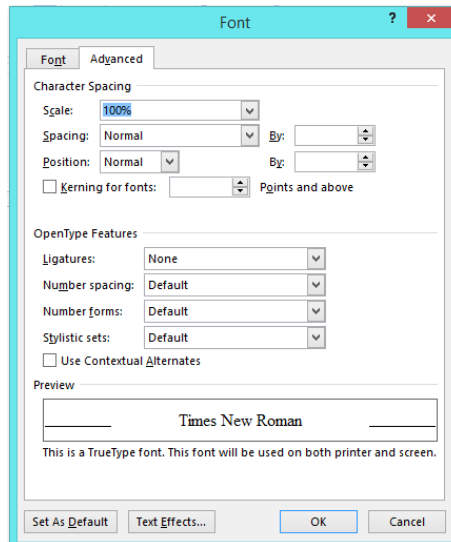 Font ?
Font Advanced
Character Spacing
Scale: 100%
Spacing: Normal By:
Position: Normal By:
Kerning for fonts: Points and above
OpenType Features
Ligatures: None
Number spacing: Default
Number forms: Default
Stylistic sets: Default
Use Contextual Alternates
Preview
Times New Roman
This is a TrueType font. This font will be used on both printer and screen.
Set As Default Text Effects... OK Cancel